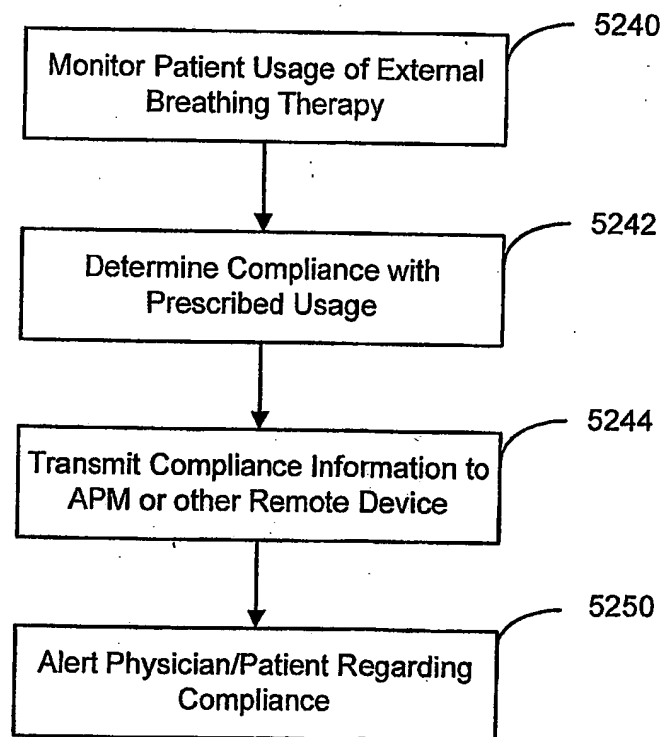 5240
Monitor Patient Usage of External
Breathing Therapy
5242
Determine Compliance with
Prescribed Usage
5244
Transmit Compliance Information to
APM or other Remote Device
5250
Alert Physician/Patient Regarding
Compliance